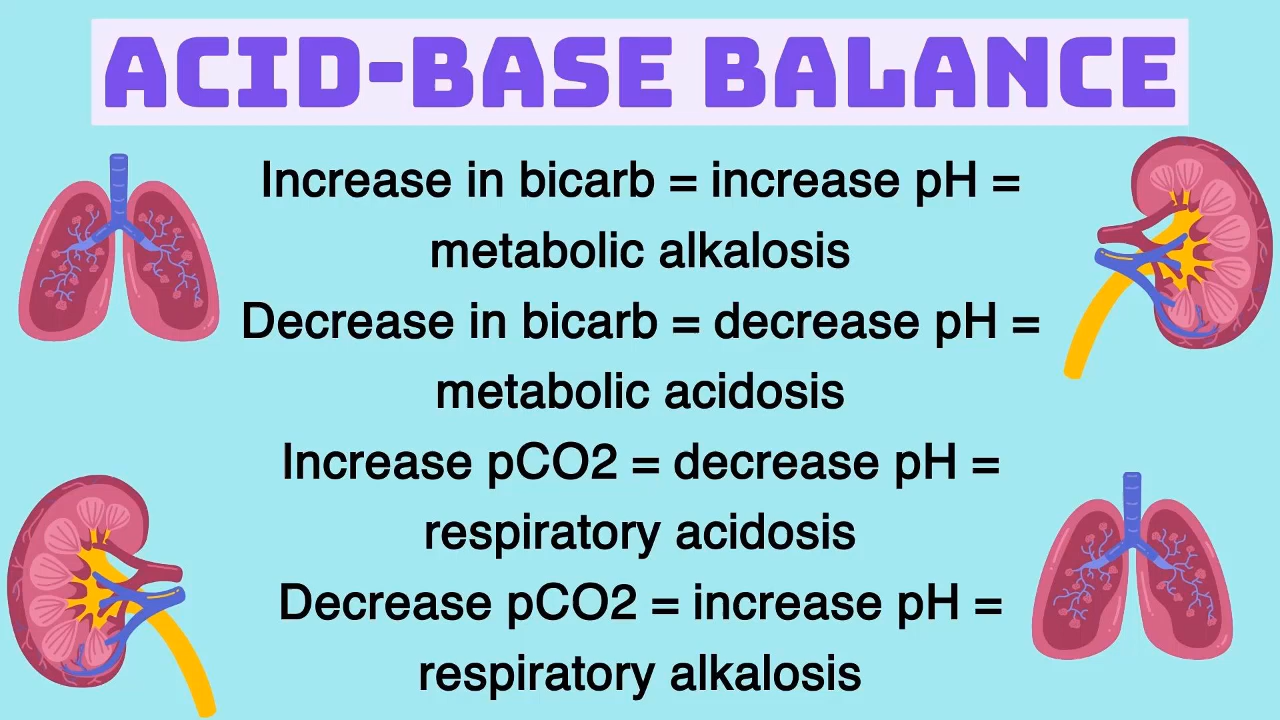 ACID-BASE BALANCE
Increase in bicarb = increase pH =
metabolic alkalosis
Decrease in bicarb = decrease pH =
metabolic acidosis
Increase pCO2 = decrease pH =
respiratory acidosis
Decrease pCO2 = increase pH =
respiratory alkalosis